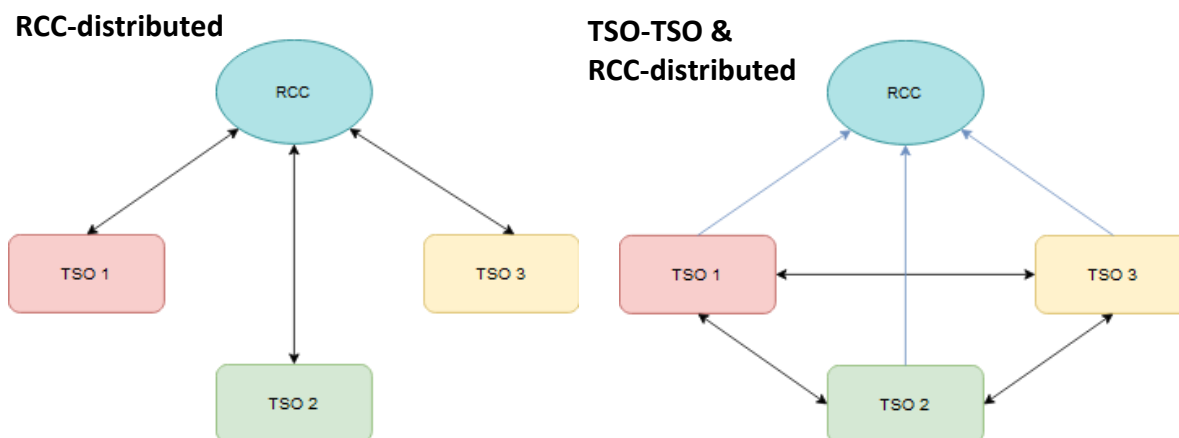 RCC-distributed
RCC
TSO 1
TSO 3
TSO 2
TSO-TSO &
RCC-distributed
RCC
TSO 1
TSO 3
TSO 2